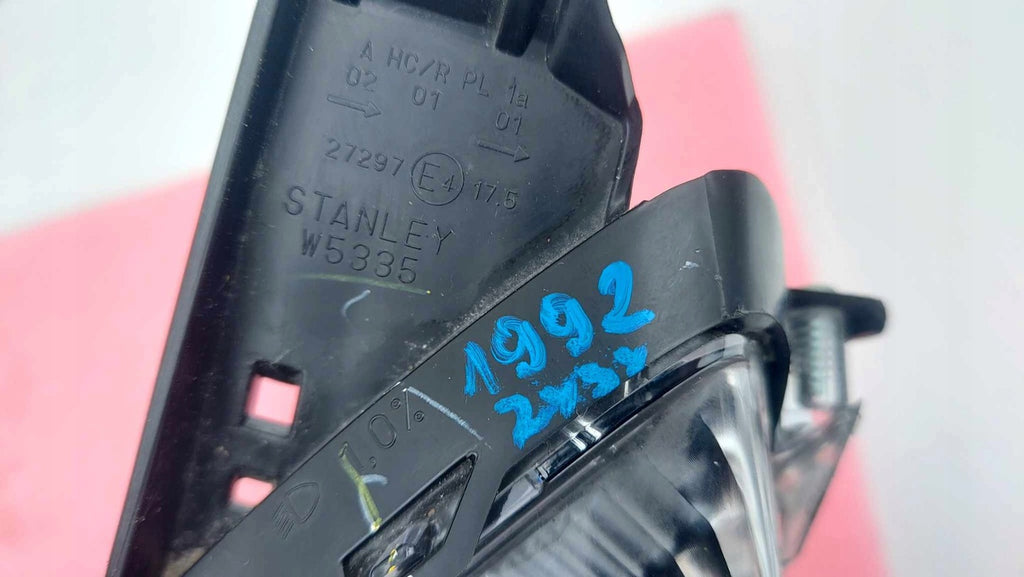 A HC/R PL 1a
02 01 01
27297 E4 17.5
STANLEY
W5335
1992
1,0%